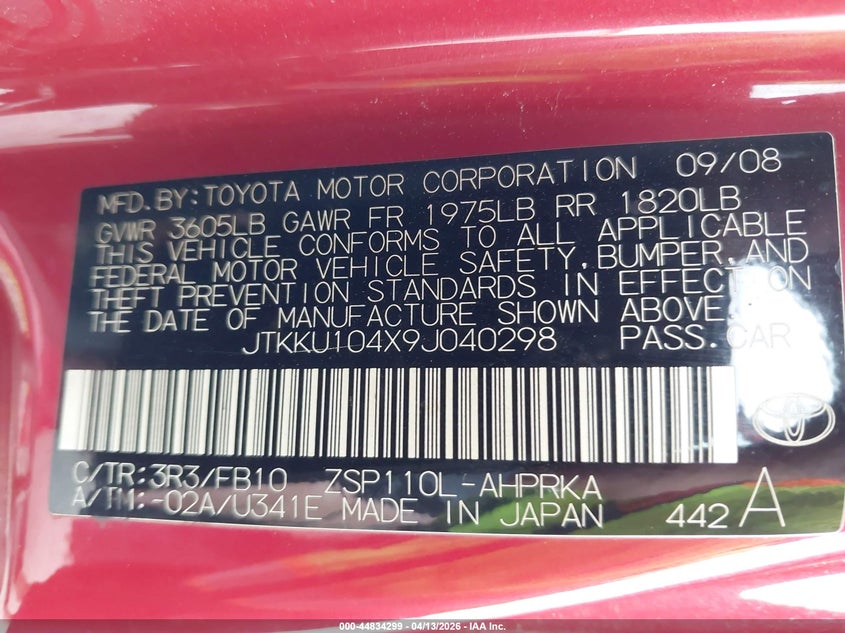 MFD.BY:TOYOTA MOTOR CORPORATION 09/08
GVWR 3605LB GAWR FR 1975LB RR 1820LB
THIS VEHICLE CONFORMS TO ALL APPLICABLE
FEDERAL MOTOR VEHICLE SAFETY,BUMPER,AND
THEFT PREVENTION STANDARDS IN EFFECT ON
THE DATE OF MANUFACTURE SHOWN ABOVE.
JTKKU104X9J040298 PASS.CAR
C/TR:3R3/FB10 ZSP110L-AHPRKA
A/TM:-02A/U341E MADE IN JAPAN 442 A
000-44834299 - 04/13/2026 - IAA Inc.